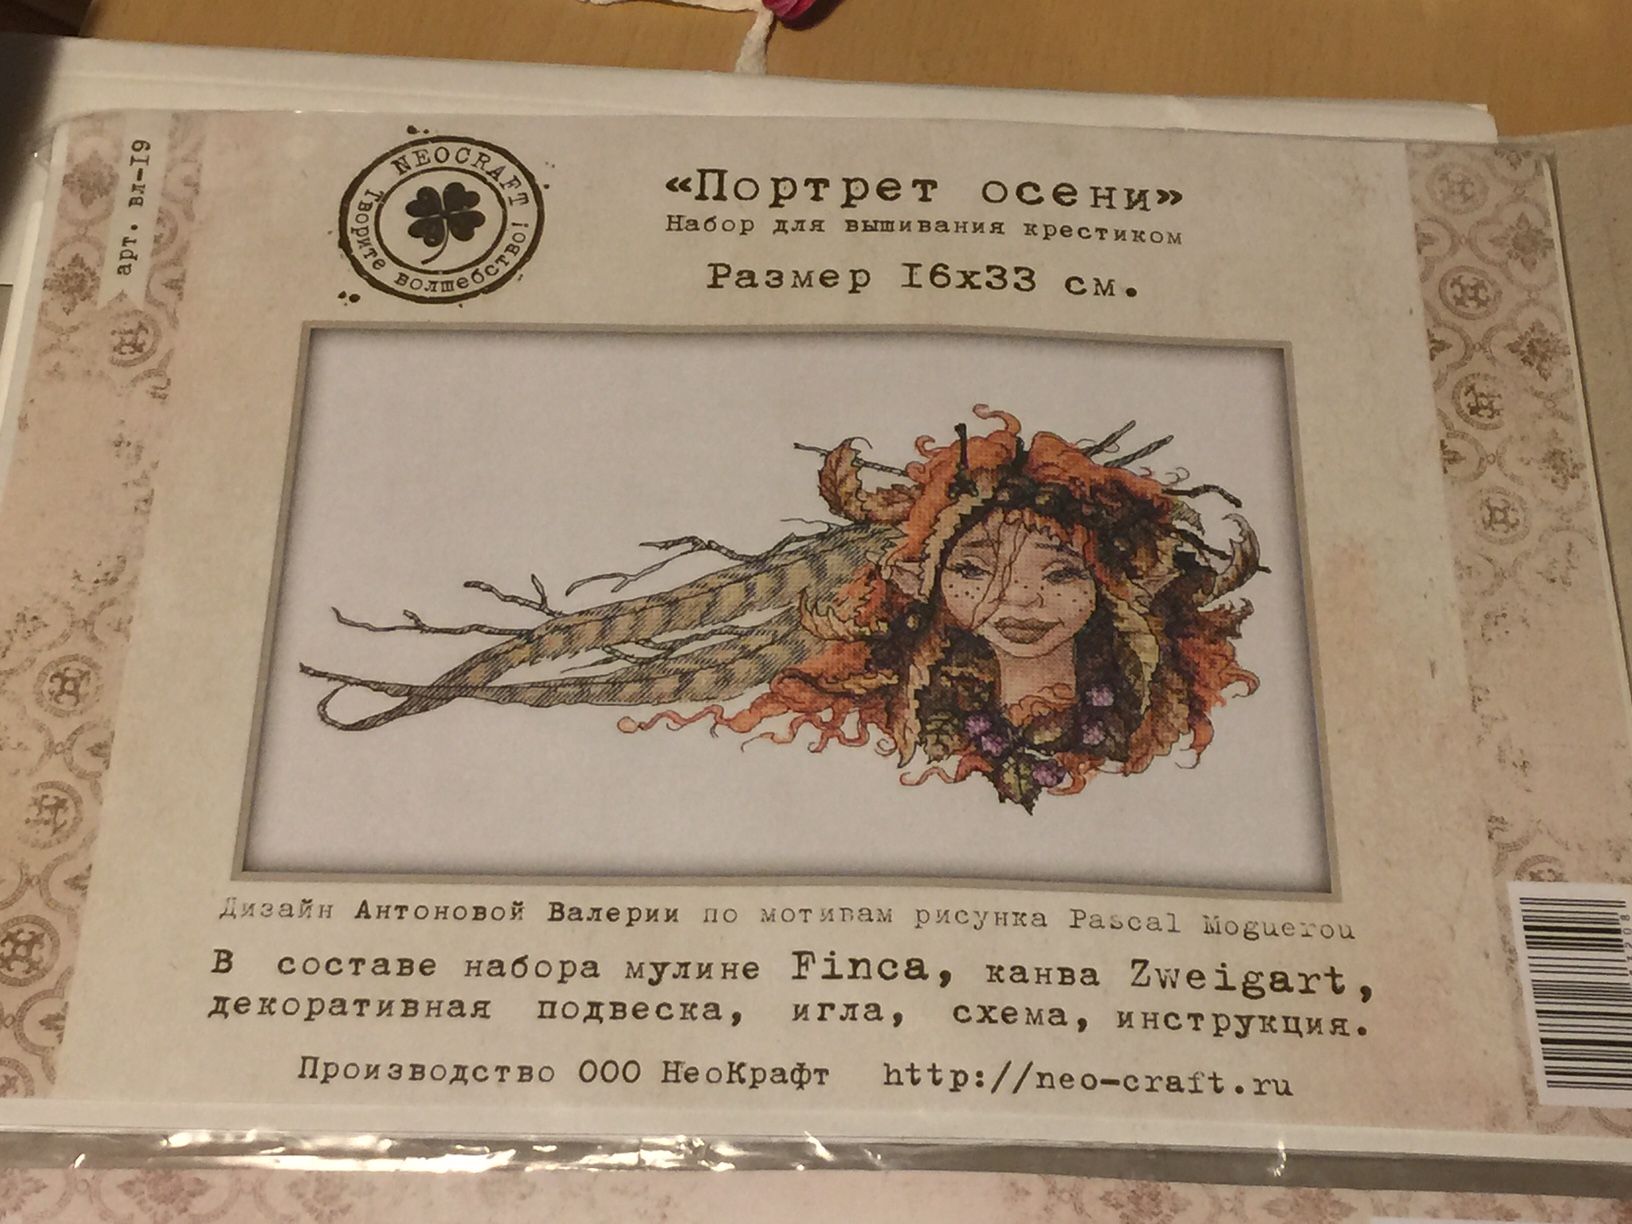 арт. вл-19
NEOCRAFT
Творите волшебство!
«Портрет осени»
Набор для вышивания крестиком
Размер 16х33 см.
Дизайн Антоновой Валерии по мотивам рисунка Pascal Moguerou
В составе набора мулине Finca, канва Zweigart,
декоративная подвеска, игла, схема, инструкция.
Производство ООО НеоКрафт http://neo-craft.ru